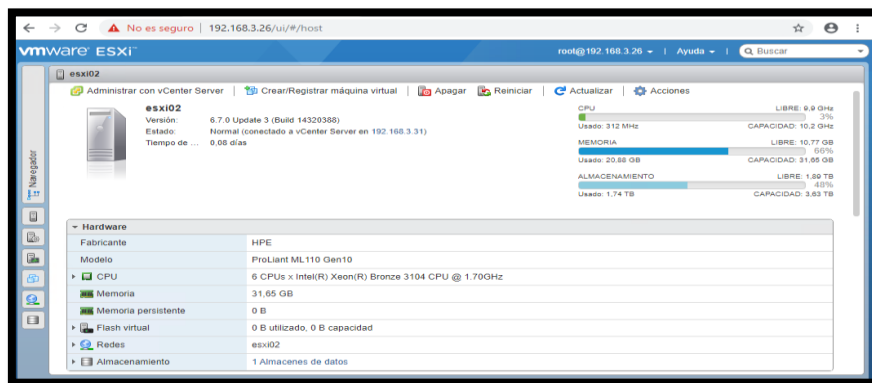 No es seguro | 192.168.3.26/ui/#/host
vmware ESXi
root@192.168.3.26 | Ayuda | Buscar
esxi02
Administrar con vCenter Server | Crear/Registrar máquina virtual | Apagar Reiniciar | Actualizar | Acciones
esxi02
Versión: 6.7.0 Update 3 (Build 14320388)
Estado: Normal (conectado a vCenter Server en 192.168.3.31)
Tiempo de ... 0,08 días
CPU LIBRE: 9,9 GHz
3%
Usado: 312 MHz CAPACIDAD: 10,2 GHz
MEMORIA LIBRE: 10,77 GB
66%
Usado: 20,88 GB CAPACIDAD: 31,65 GB
ALMACENAMIENTO LIBRE: 1,89 TB
48%
Usado: 1,74 TB CAPACIDAD: 3,63 TB
Navegador
Hardware
Fabricante HPE
Modelo ProLiant ML110 Gen10
CPU 6 CPUs x Intel(R) Xeon(R) Bronze 3104 CPU @ 1.70GHz
Memoria 31,65 GB
Memoria persistente 0 B
Flash virtual 0 B utilizado, 0 B capacidad
Redes esxi02
Almacenamiento 1 Almacenes de datos